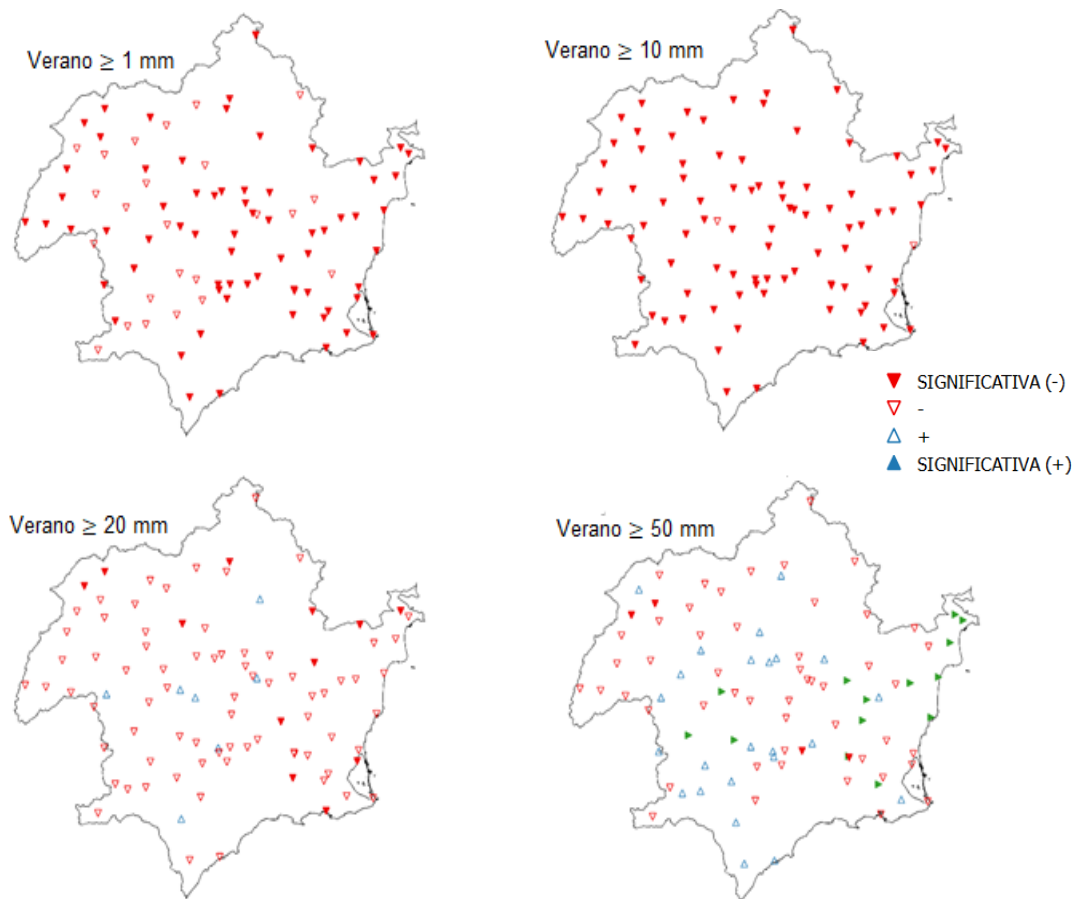 Verano ≥ 1 mm
Verano ≥ 10 mm
SIGNIFICATIVA (-)
-
+
SIGNIFICATIVA (+)
Verano ≥ 20 mm
Verano ≥ 50 mm